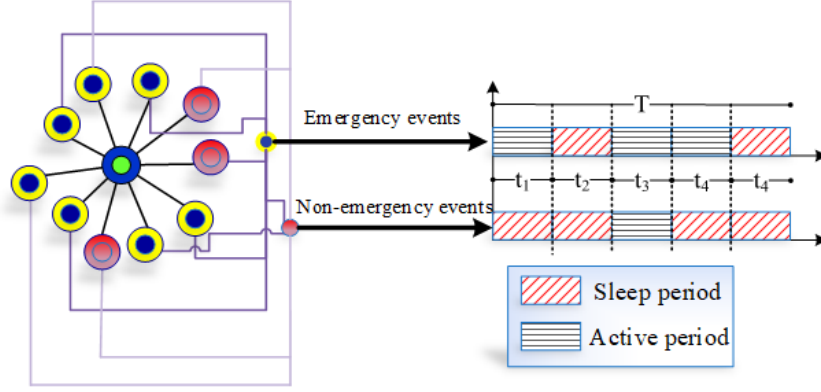 T
Emergency events
t1 t2 t3 t4 t4
Non-emergency events
Sleep period
Active period